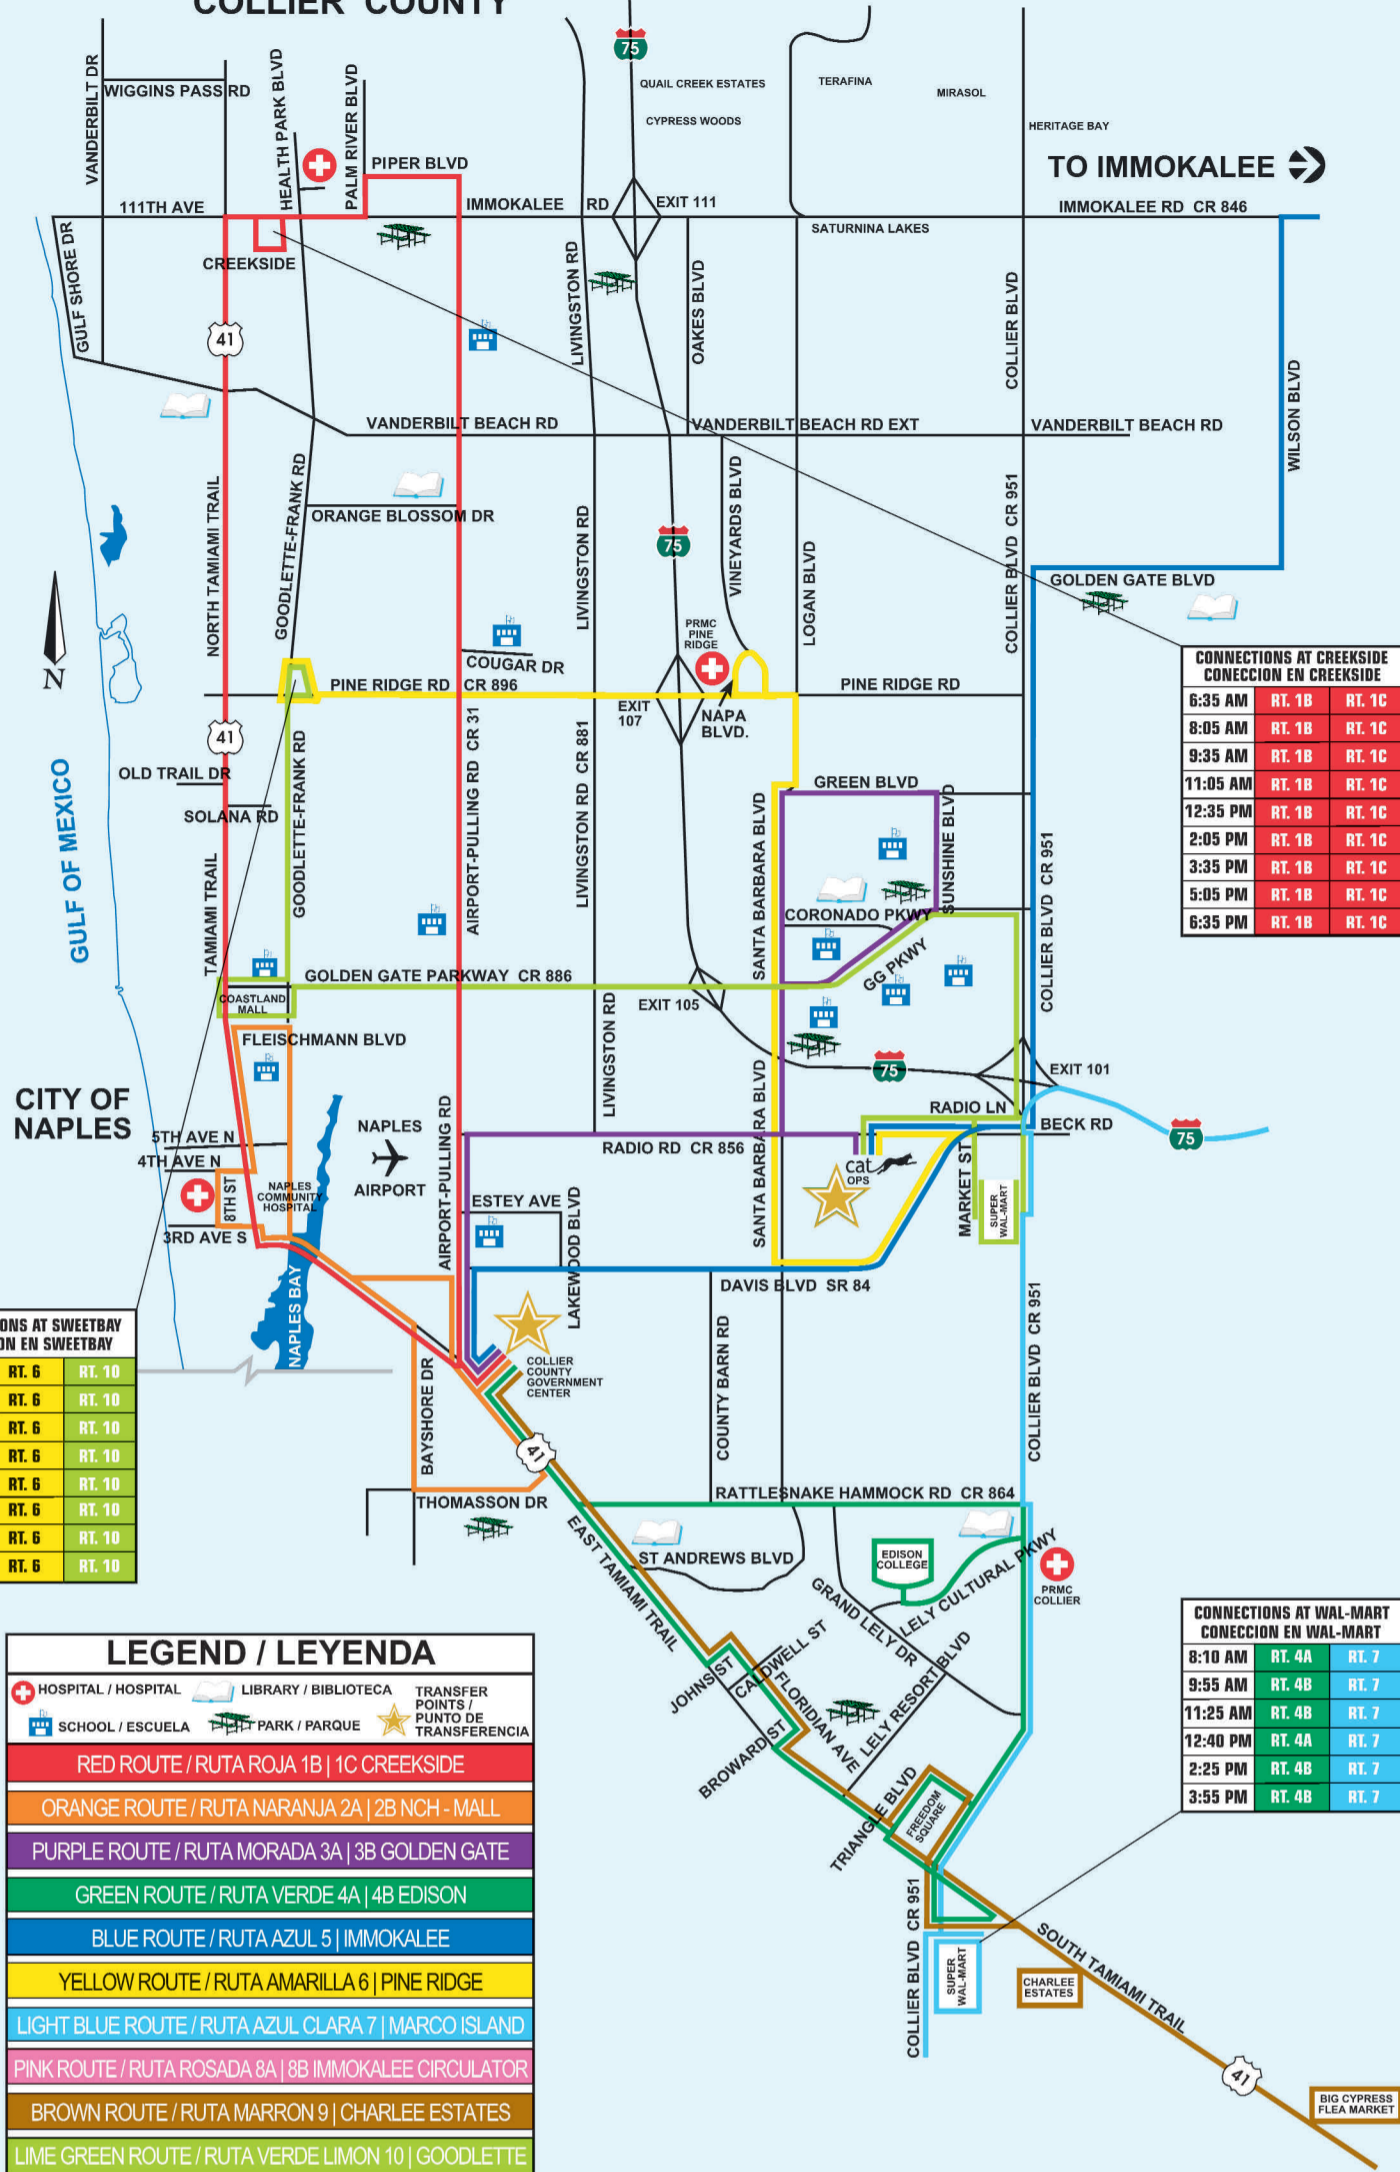 COLLIER COUNTY
75
VANDERBILT DR
WIGGINS PASS RD
HEALTH PARK BLVD
PALM RIVER BLVD
PIPER BLVD
QUAIL CREEK ESTATES
CYPRESS WOODS
TERAFINA
MIRASOL
HERITAGE BAY
TO IMMOKALEE
111TH AVE
IMMOKALEE RD
EXIT 111
IMMOKALEE RD CR 846
SATURNINA LAKES
GULF SHORE DR
CREEKSIDE
LIVINGSTON RD
OAKES BLVD
COLLIER BLVD
41
WILSON BLVD
VANDERBILT BEACH RD
VANDERBILT BEACH RD EXT
VANDERBILT BEACH RD
NORTH TAMIAMI TRAIL
GOODLETTE-FRANK RD
ORANGE BLOSSOM DR
LIVINGSTON RD
75
VINEYARDS BLVD
LOGAN BLVD
COLLIER BLVD CR 951
GOLDEN GATE BLVD
N
COUGAR DR
PRMC
PINE
RIDGE
PINE RIDGE RD CR 896
PINE RIDGE RD
EXIT
107
NAPA
BLVD.
CONNECTIONS AT CREEKSIDE
CONECCION EN CREEKSIDE
6:35 AM RT. 1B RT. 1C
8:05 AM RT. 1B RT. 1C
9:35 AM RT. 1B RT. 1C
11:05 AM RT. 1B RT. 1C
12:35 PM RT. 1B RT. 1C
2:05 PM RT. 1B RT. 1C
3:35 PM RT. 1B RT. 1C
5:05 PM RT. 1B RT. 1C
6:35 PM RT. 1B RT. 1C
41
OLD TRAIL DR
SOLANA RD
GULF OF MEXICO
TAMIAMI TRAIL
GOODLETTE-FRANK RD
AIRPORT-PULLING RD CR 31
LIVINGSTON RD CR 881
GREEN BLVD
SANTA BARBARA BLVD
SUNSHINE BLVD
CORONADO PKWY
GG PKWY
COLLIER BLVD CR 951
GOLDEN GATE PARKWAY CR 886
COASTLAND
MALL
EXIT 105
FLEISCHMANN BLVD
LIVINGSTON RD
75
EXIT 101
CITY OF
NAPLES
5TH AVE N
4TH AVE N
8TH ST
NAPLES
COMMUNITY
HOSPITAL
3RD AVE S
NAPLES
AIRPORT
AIRPORT-PULLING RD
RADIO RD CR 856
RADIO LN
BECK RD
75
SANTA BARBARA BLVD
cat
OPS
MARKET ST
SUPER
WAL-MART
ESTEY AVE
LAKEWOOD BLVD
DAVIS BLVD SR 84
NAPLES BAY
COLLIER
COUNTY
GOVERNMENT
CENTER
COUNTY BARN RD
COLLIER BLVD CR 951
ONS AT SWEETBAY
ON EN SWEETBAY
RT. 6 RT. 10
RT. 6 RT. 10
RT. 6 RT. 10
RT. 6 RT. 10
RT. 6 RT. 10
RT. 6 RT. 10
RT. 6 RT. 10
RT. 6 RT. 10
BAYSHORE DR
41
THOMASSON DR
RATTLESNAKE HAMMOCK RD CR 864
EAST TAMIAMI TRAIL
ST ANDREWS BLVD
EDISON
COLLEGE
LELY CULTURAL PKWY
PRMC
COLLIER
GRAND LELY DR
JOHNS ST
CALDWELL ST
FLORIDIAN AVE
LELY RESORT BLVD
BROWARD ST
TRIANGLE BLVD
FREEDOM
SQUARE
CONNECTIONS AT WAL-MART
CONECCION EN WAL-MART
8:10 AM RT. 4A RT. 7
9:55 AM RT. 4B RT. 7
11:25 AM RT. 4B RT. 7
12:40 PM RT. 4A RT. 7
2:25 PM RT. 4B RT. 7
3:55 PM RT. 4B RT. 7
COLLIER BLVD CR 951
SUPER
WAL-MART
CHARLEE
ESTATES
SOUTH TAMIAMI TRAIL
41
BIG CYPRESS
FLEA MARKET
LEGEND / LEYENDA
HOSPITAL / HOSPITAL
LIBRARY / BIBLIOTECA
SCHOOL / ESCUELA
PARK / PARQUE
TRANSFER
POINTS /
PUNTO DE
TRANSFERENCIA
RED ROUTE / RUTA ROJA 1B | 1C CREEKSIDE
ORANGE ROUTE / RUTA NARANJA 2A | 2B NCH - MALL
PURPLE ROUTE / RUTA MORADA 3A | 3B GOLDEN GATE
GREEN ROUTE / RUTA VERDE 4A | 4B EDISON
BLUE ROUTE / RUTA AZUL 5 | IMMOKALEE
YELLOW ROUTE / RUTA AMARILLA 6 | PINE RIDGE
LIGHT BLUE ROUTE / RUTA AZUL CLARA 7 | MARCO ISLAND
PINK ROUTE / RUTA ROSADA 8A | 8B IMMOKALEE CIRCULATOR
BROWN ROUTE / RUTA MARRON 9 | CHARLEE ESTATES
LIME GREEN ROUTE / RUTA VERDE LIMON 10 | GOODLETTE